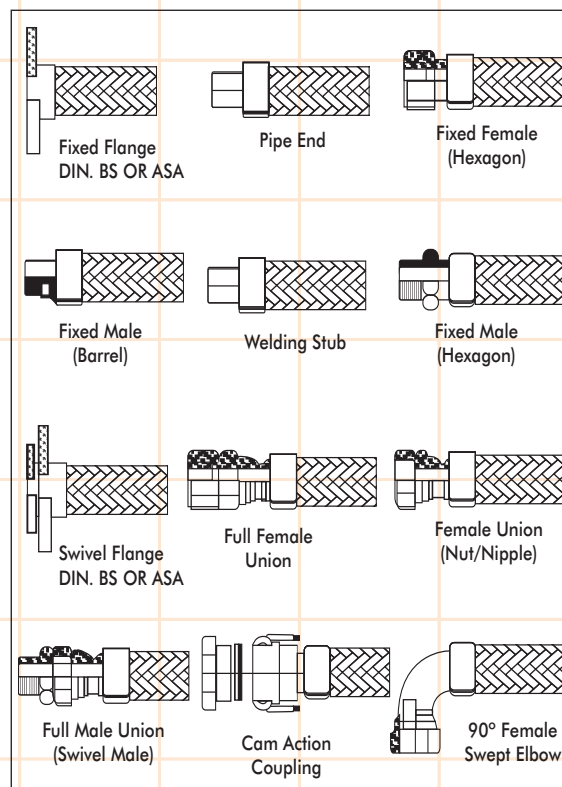 Fixed Flange
DIN. BS OR ASA
Pipe End
Fixed Female
(Hexagon)
Fixed Male
(Barrel)
Welding Stub
Fixed Male
(Hexagon)
Swivel Flange
DIN. BS OR ASA
Full Female
Union
Female Union
(Nut/Nipple)
Full Male Union
(Swivel Male)
Cam Action
Coupling
90° Female
Swept Elbow